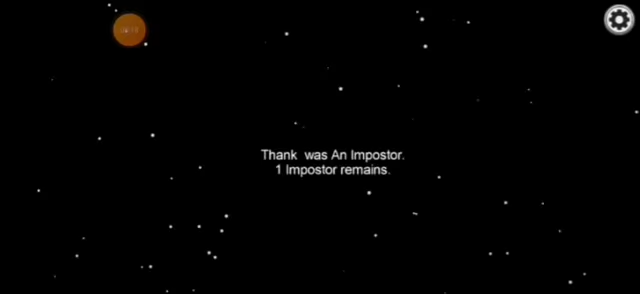 Thank was An Impostor.
1 Impostor remains.